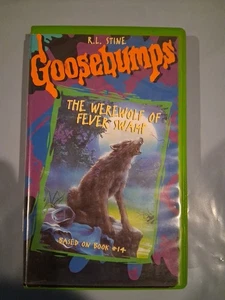 R.L. STINE
Goosebumps
THE WEREWOLF OF
FEVER SWAMP
BASED ON BOOK #14